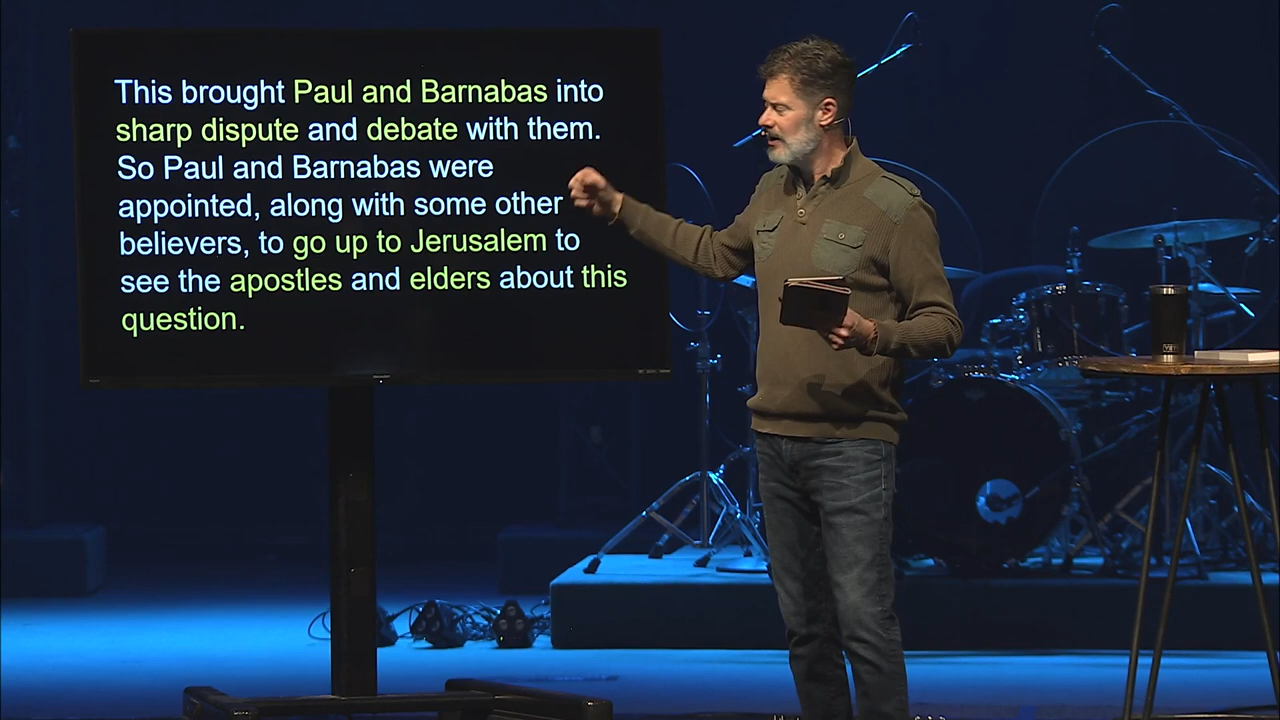 This brought Paul and Barnabas into
sharp dispute and debate with them.
So Paul and Barnabas were
appointed, along with some other
believers, to go up to Jerusalem to
see the apostles and elders about this
question.
YETI